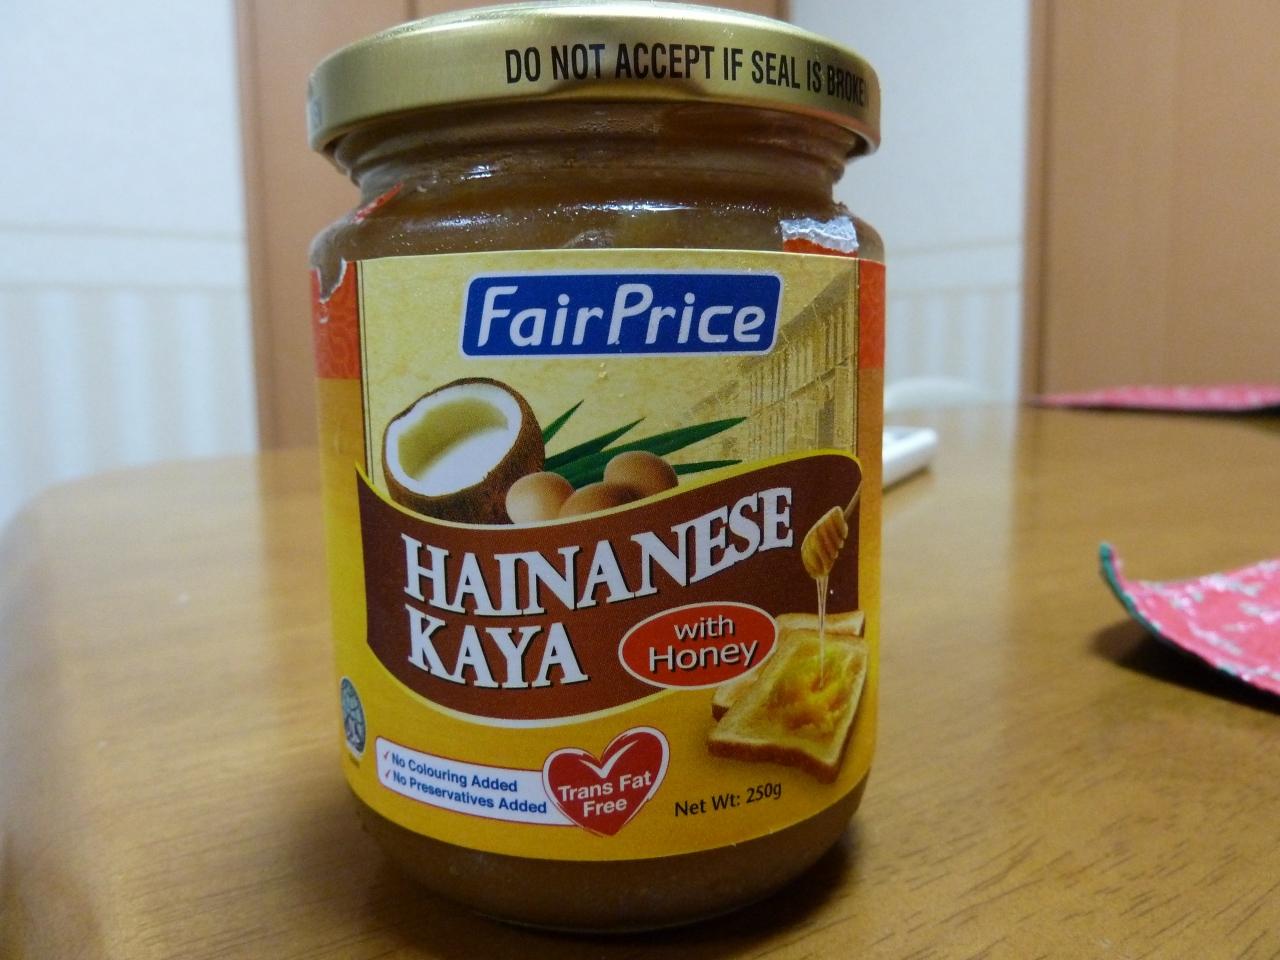 DO NOT ACCEPT IF SEAL IS BROKEN
FairPrice
HAINANESE
KAYA
with
Honey
No Colouring Added
No Preservatives Added
Trans Fat
Free
Net Wt: 250g